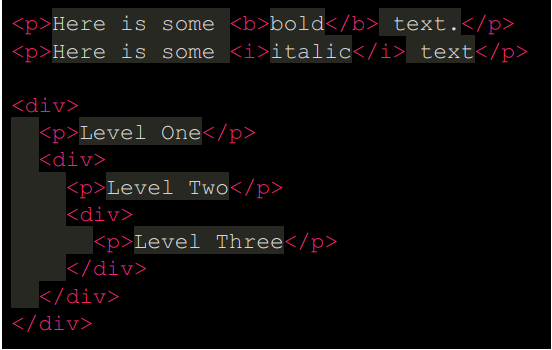 <p>Here is some <b>bold</b> text.</p>
<p>Here is some <i>italic</i> text</p>

<div>
  <p>Level One</p>
  <div>
    <p>Level Two</p>
    <div>
      <p>Level Three</p>
    </div>
  </div>
</div>